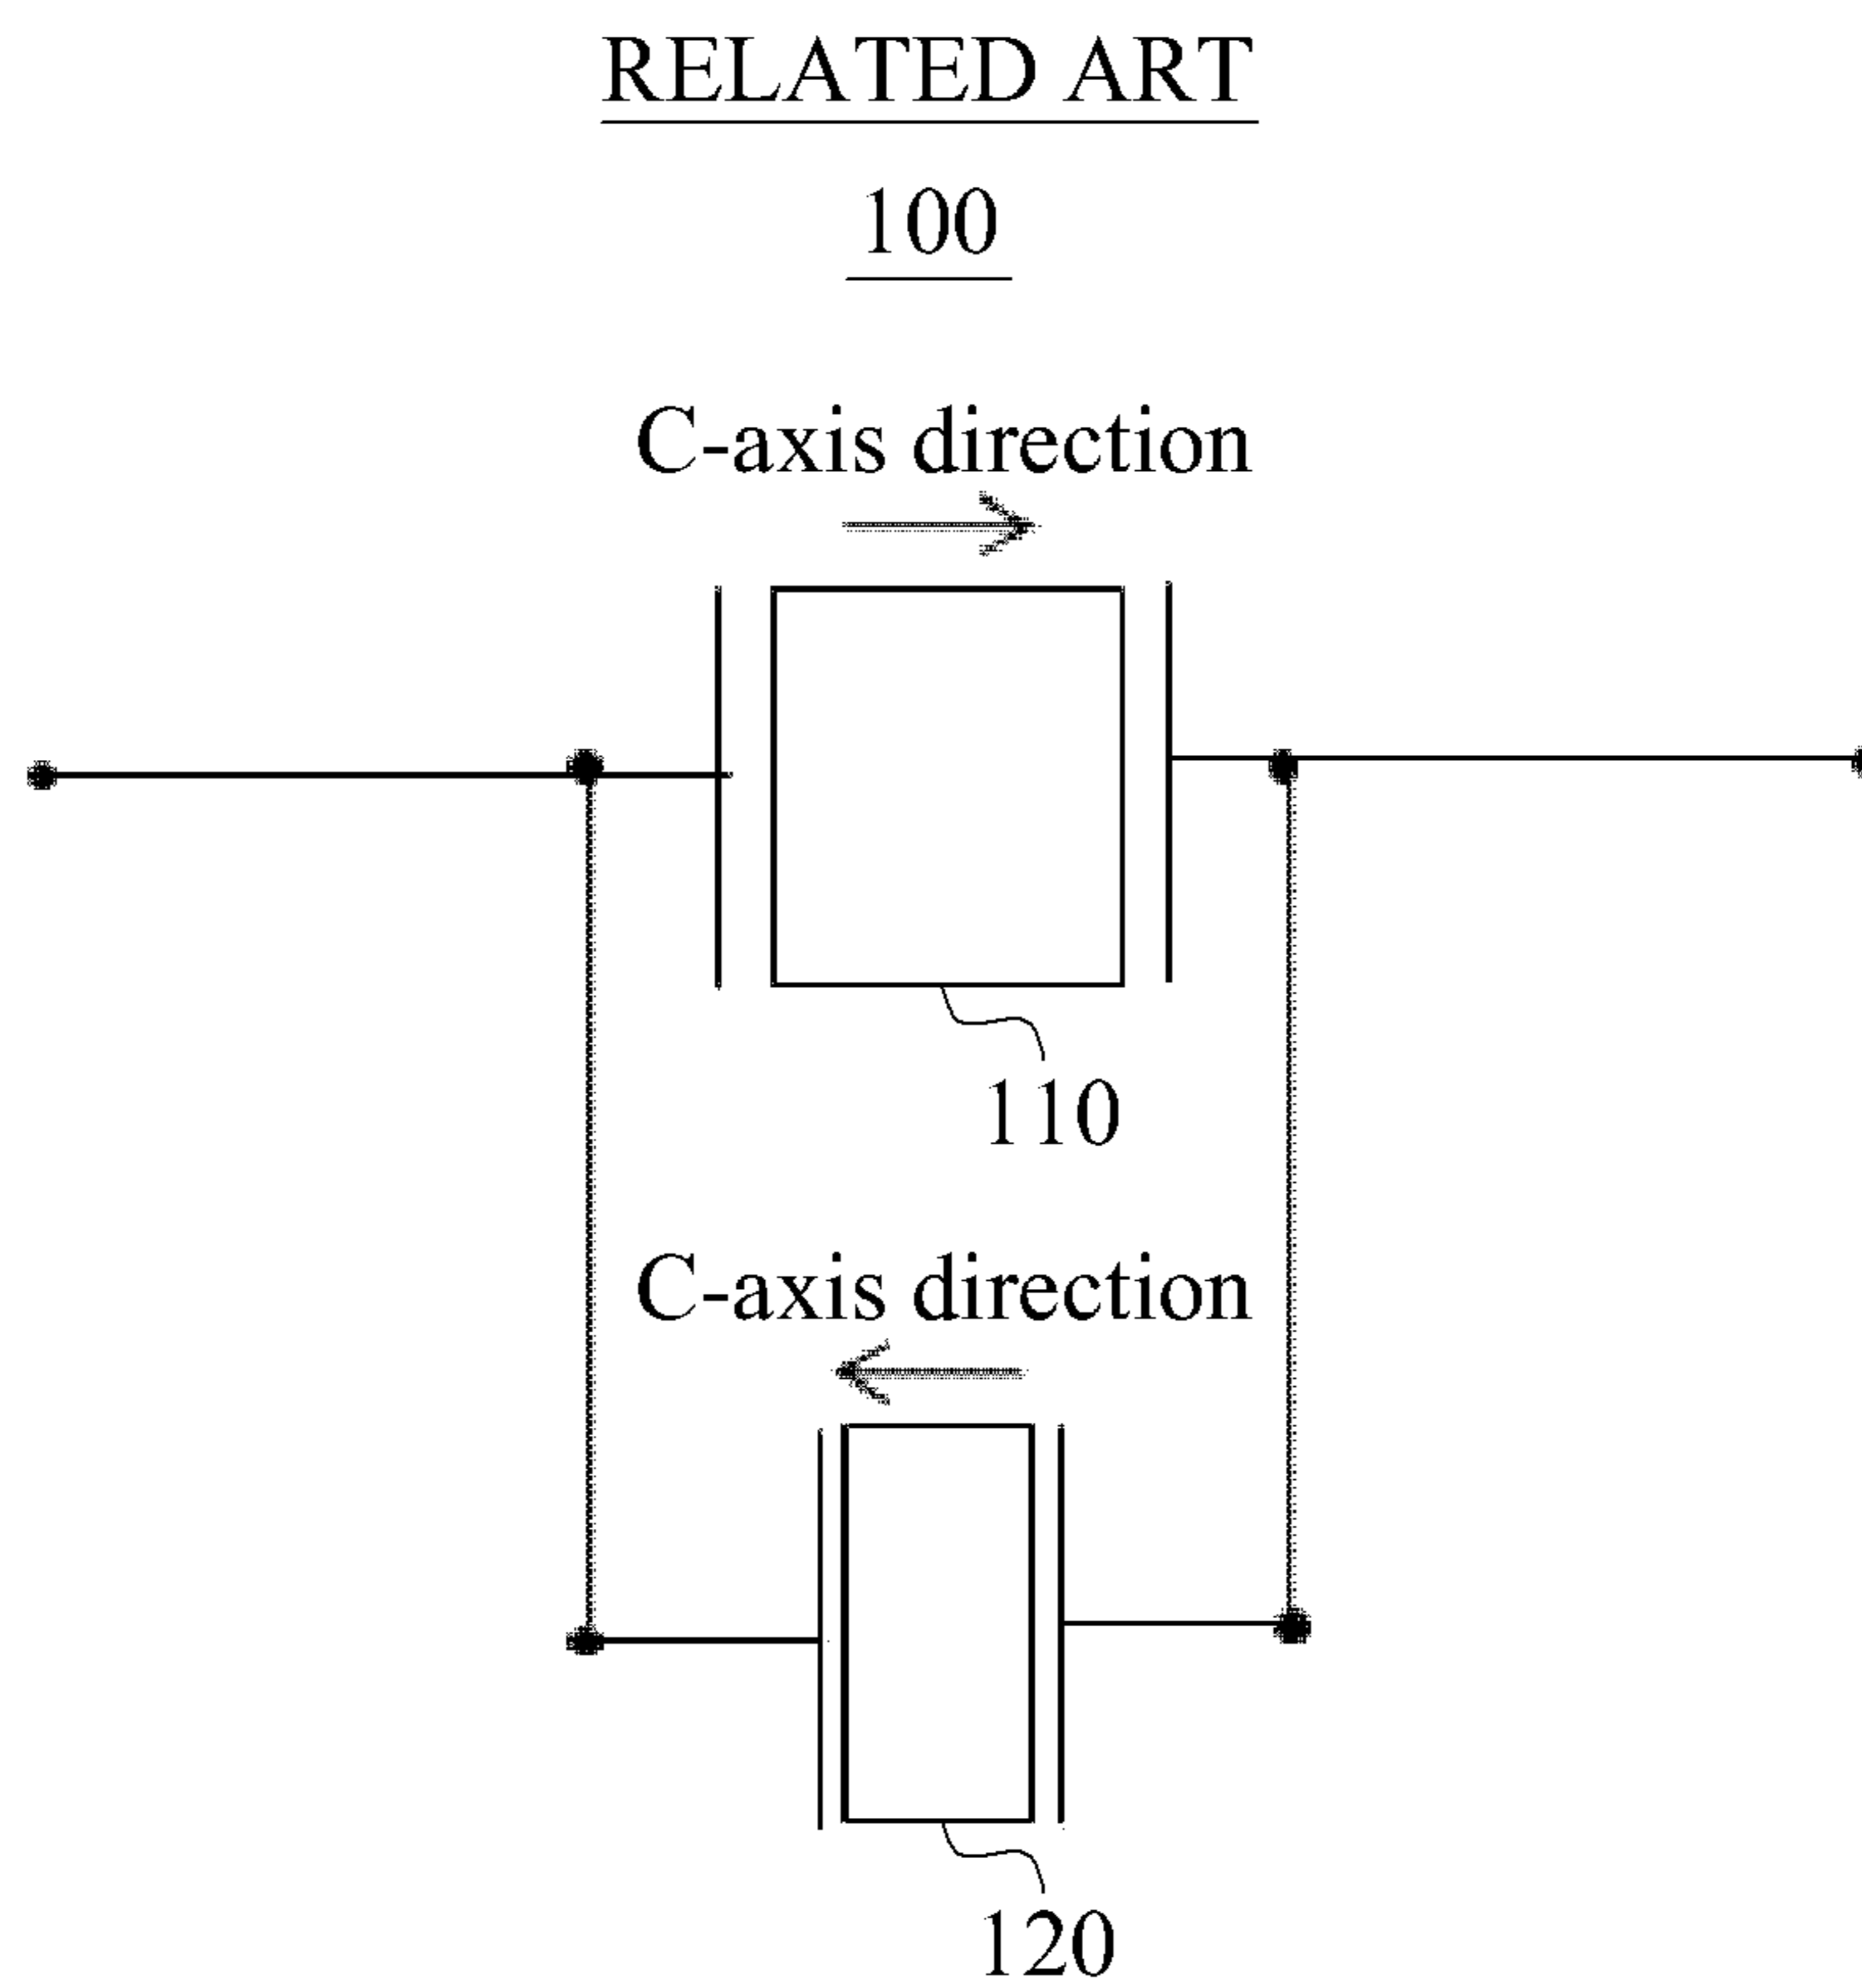 RELATED ART
100
C-axis direction
110
C-axis direction
120